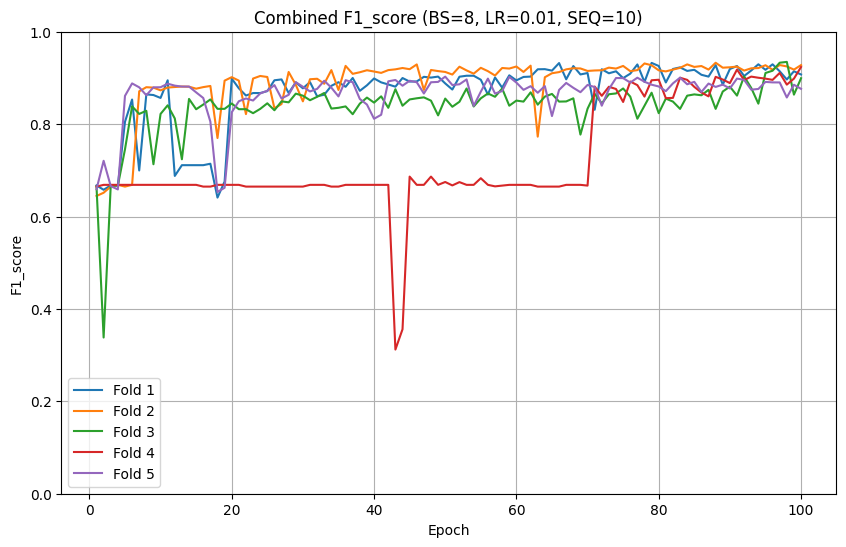 Combined F1_score (BS=8, LR=0.01, SEQ=10)
F1_score
1.0
0.8
0.6
0.4
0.2
0.0
Fold 1
Fold 2
Fold 3
Fold 4
Fold 5
0 20 40 60 80 100
Epoch